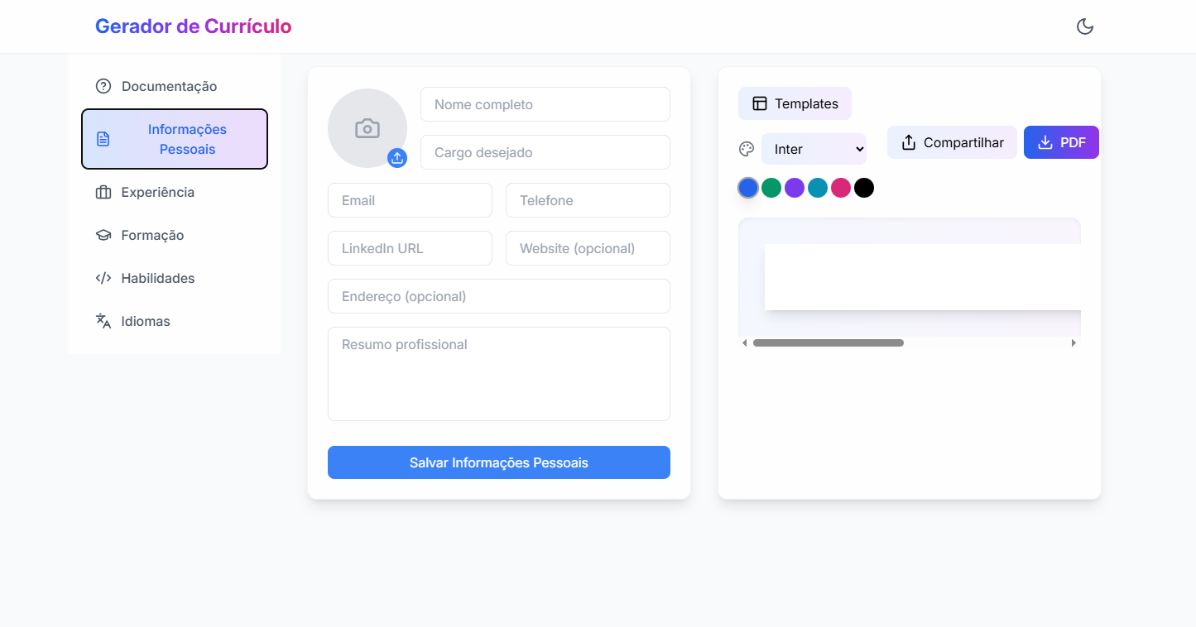 Gerador de Currículo
Documentação
Informações
Pessoais
Experiência
Formação
Habilidades
Idiomas
Nome completo
Cargo desejado
Email
Telefone
LinkedIn URL
Website (opcional)
Endereço (opcional)
Resumo profissional
Salvar Informações Pessoais
Templates
Inter
Compartilhar
PDF